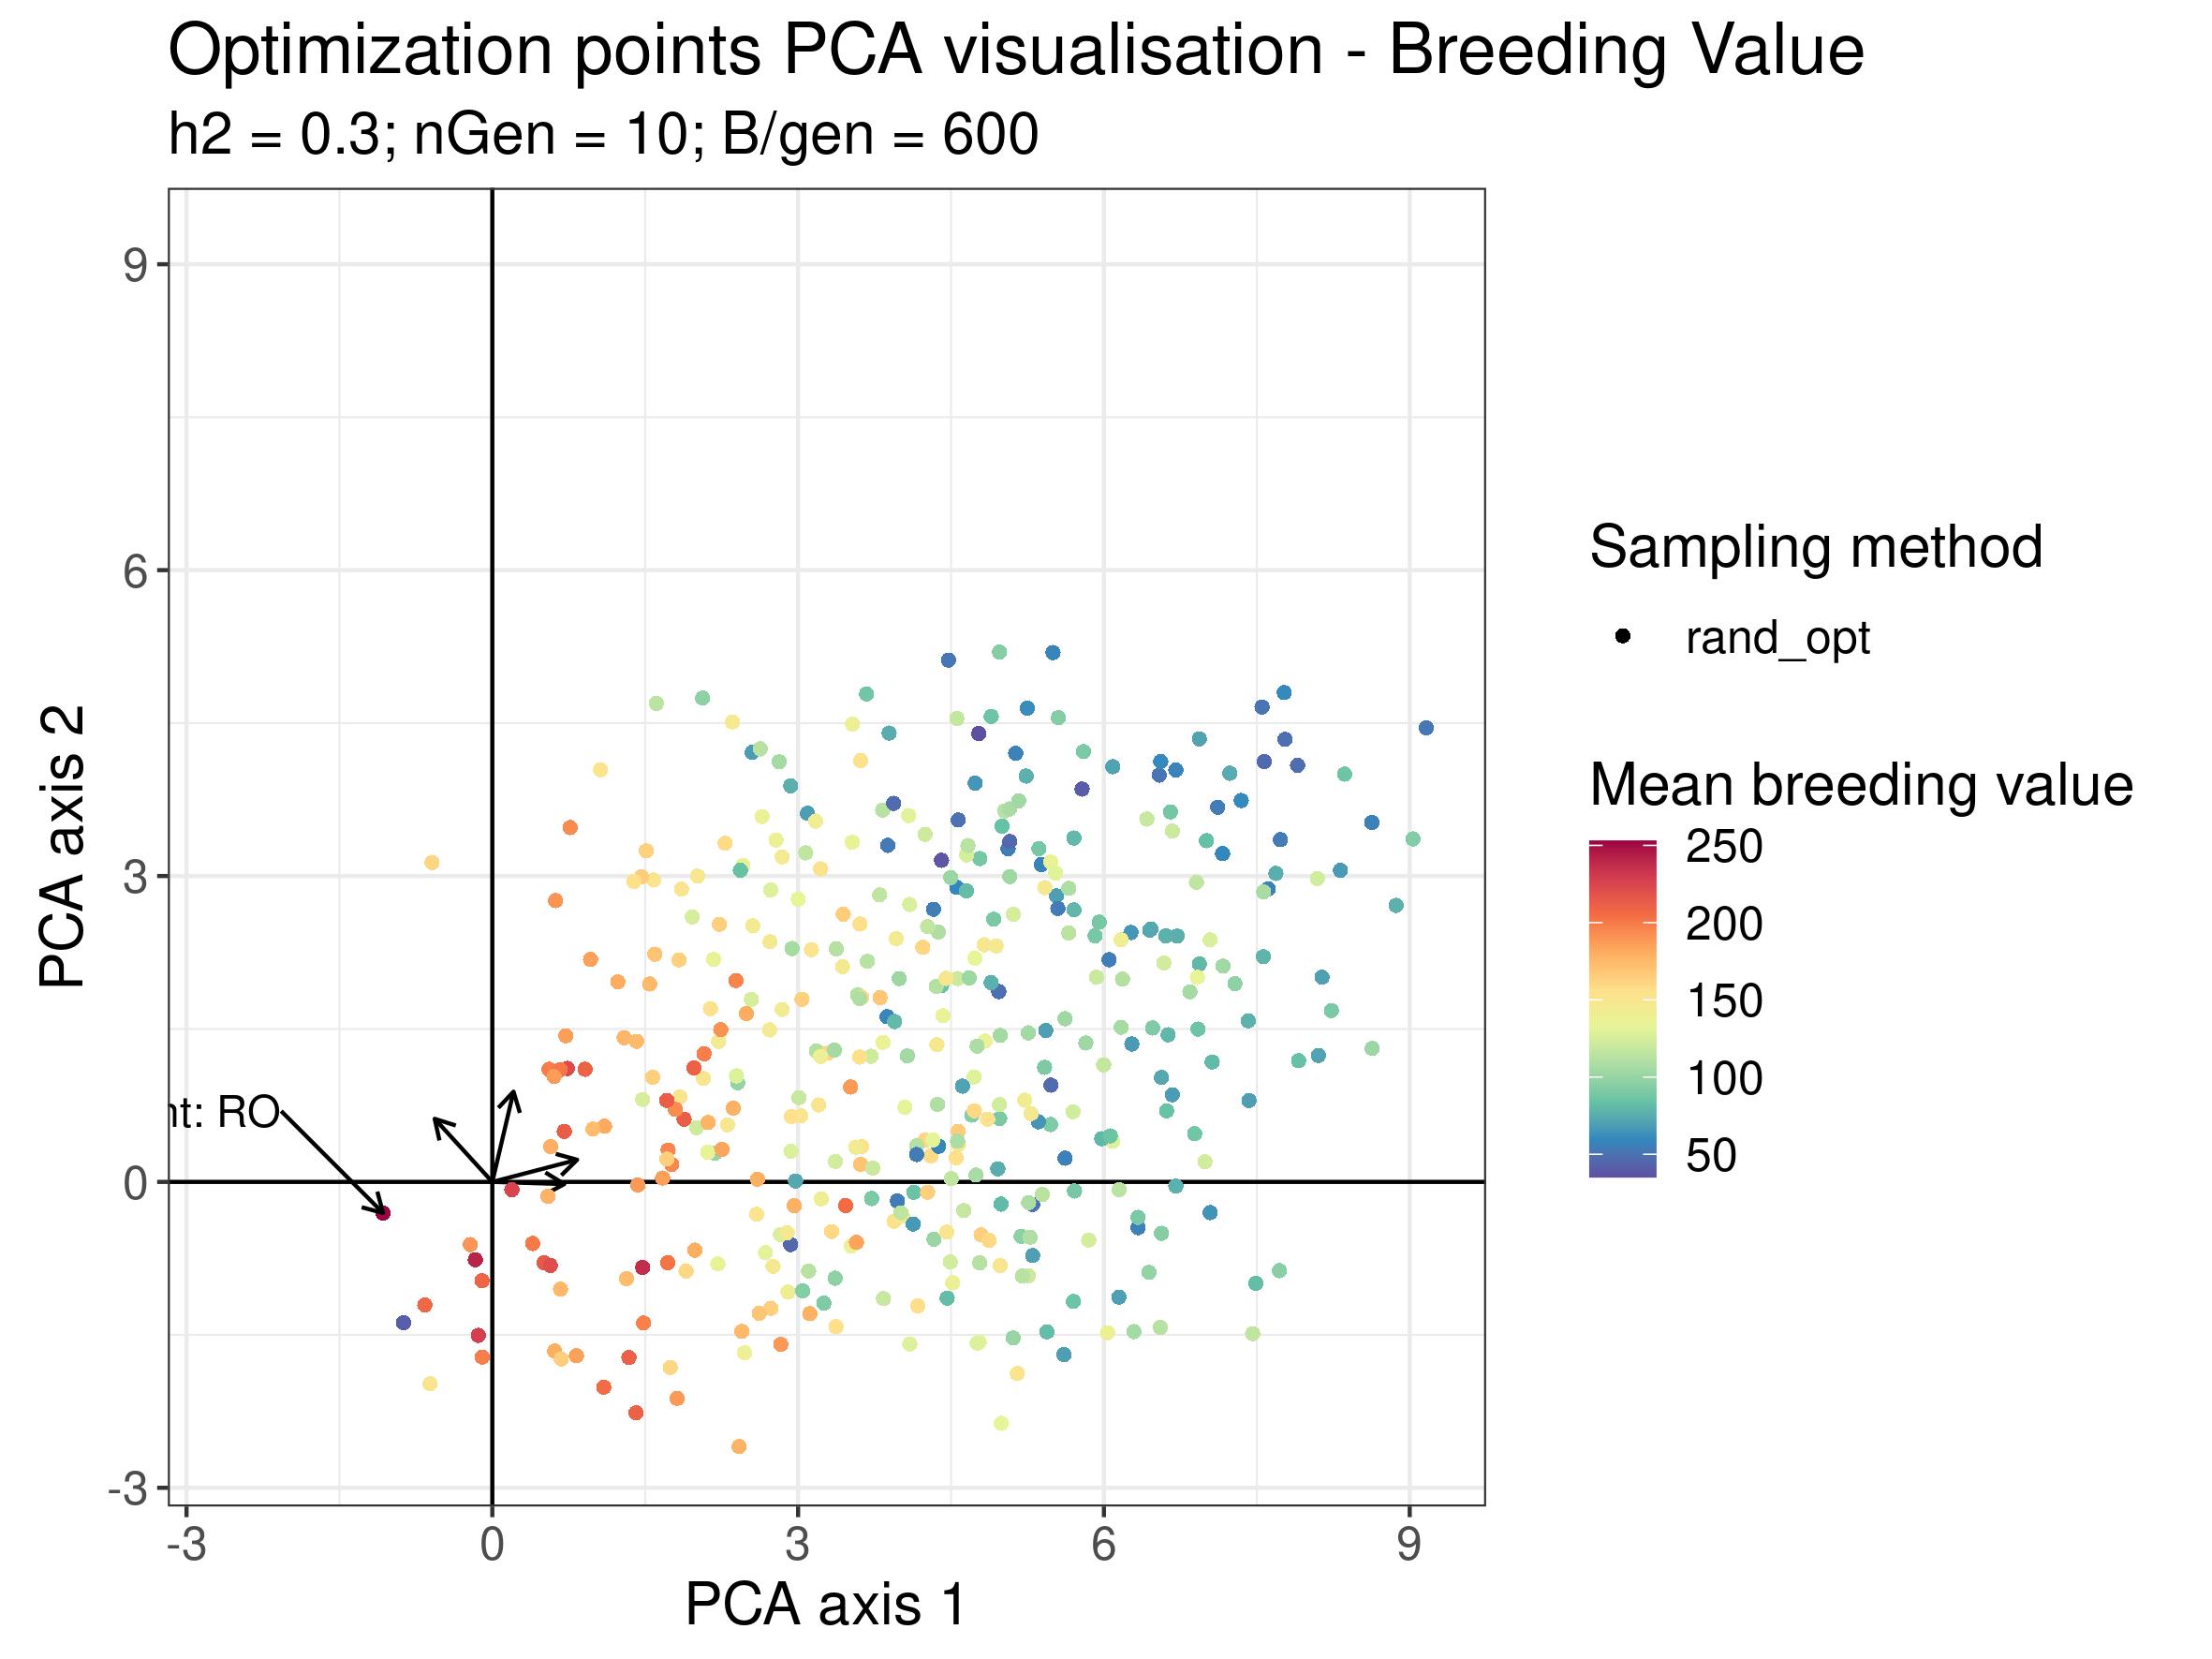 Optimization points PCA visualisation - Breeding Value
h2 = 0.3; nGen = 10; B/gen = 600
9
6
3
0
-3
-3
0
3
6
9
PCA axis 1
PCA axis 2
nt: RO
Sampling method
rand_opt
Mean breeding value
250
200
150
100
50